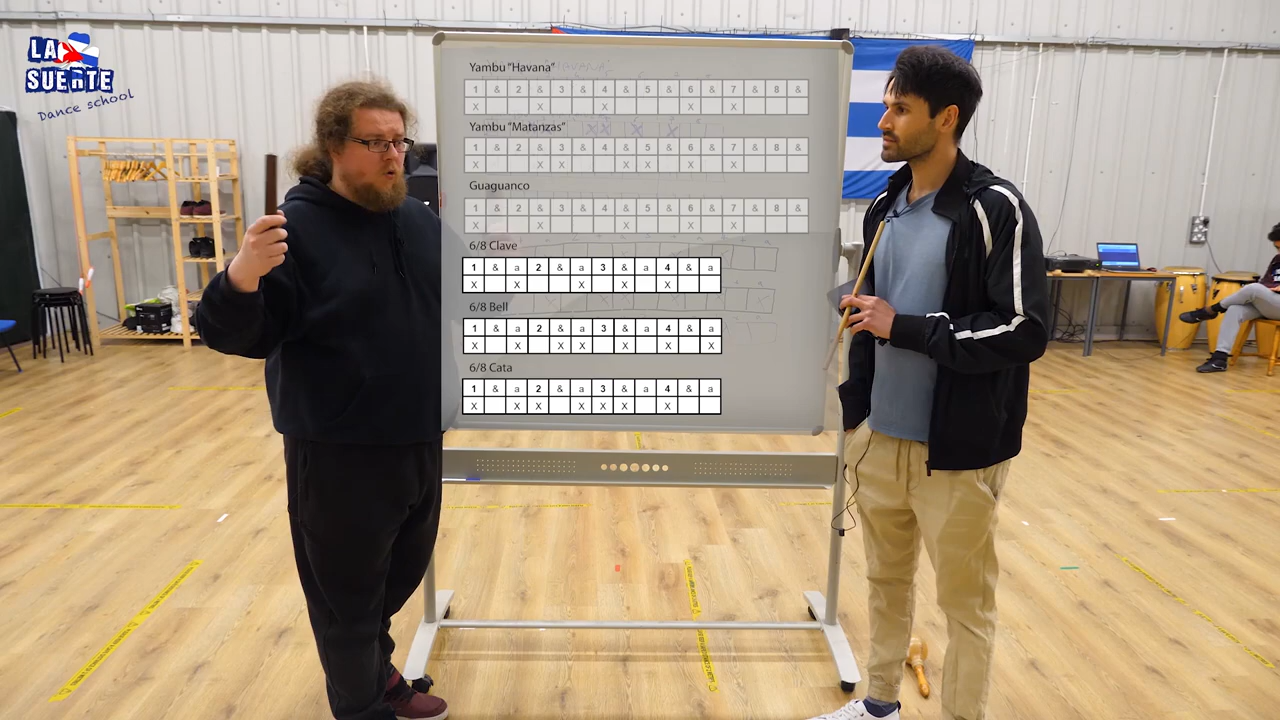 LA
SUERTE
Dance school
Yambu "Havana"
1 & 2 & 3 & 4 & 5 & 6 & 7 & 8 &
X X X X X
Yambu "Matanzas"
1 & 2 & 3 & 4 & 5 & 6 & 7 & 8 &
X X X X X X X
Guaguanco
1 & 2 & 3 & 4 & 5 & 6 & 7 & 8 &
X X X X X X X
6/8 Clave
1 & a 2 & a 3 & a 4 & a
X X X X X
6/8 Bell
1 & a 2 & a 3 & a 4 & a
X X X X X X X
6/8 Cata
1 & a 2 & a 3 & a 4 & a
X X X X X X X